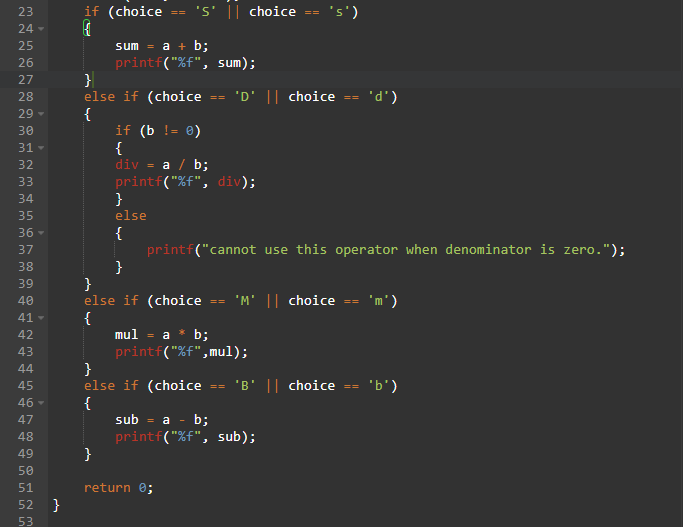 23 if (choice == 'S' || choice == 's')
24 {
25 sum = a + b;
26 printf("%f", sum);
27 }
28 else if (choice == 'D' || choice == 'd')
29 {
30 if (b != 0)
31 {
32 div = a / b;
33 printf("%f", div);
34 }
35 else
36 {
37 printf("cannot use this operator when denominator is zero.");
38 }
39 }
40 else if (choice == 'M' || choice == 'm')
41 {
42 mul = a * b;
43 printf("%f",mul);
44 }
45 else if (choice == 'B' || choice == 'b')
46 {
47 sub = a - b;
48 printf("%f", sub);
49 }
50
51 return 0;
52 }
53